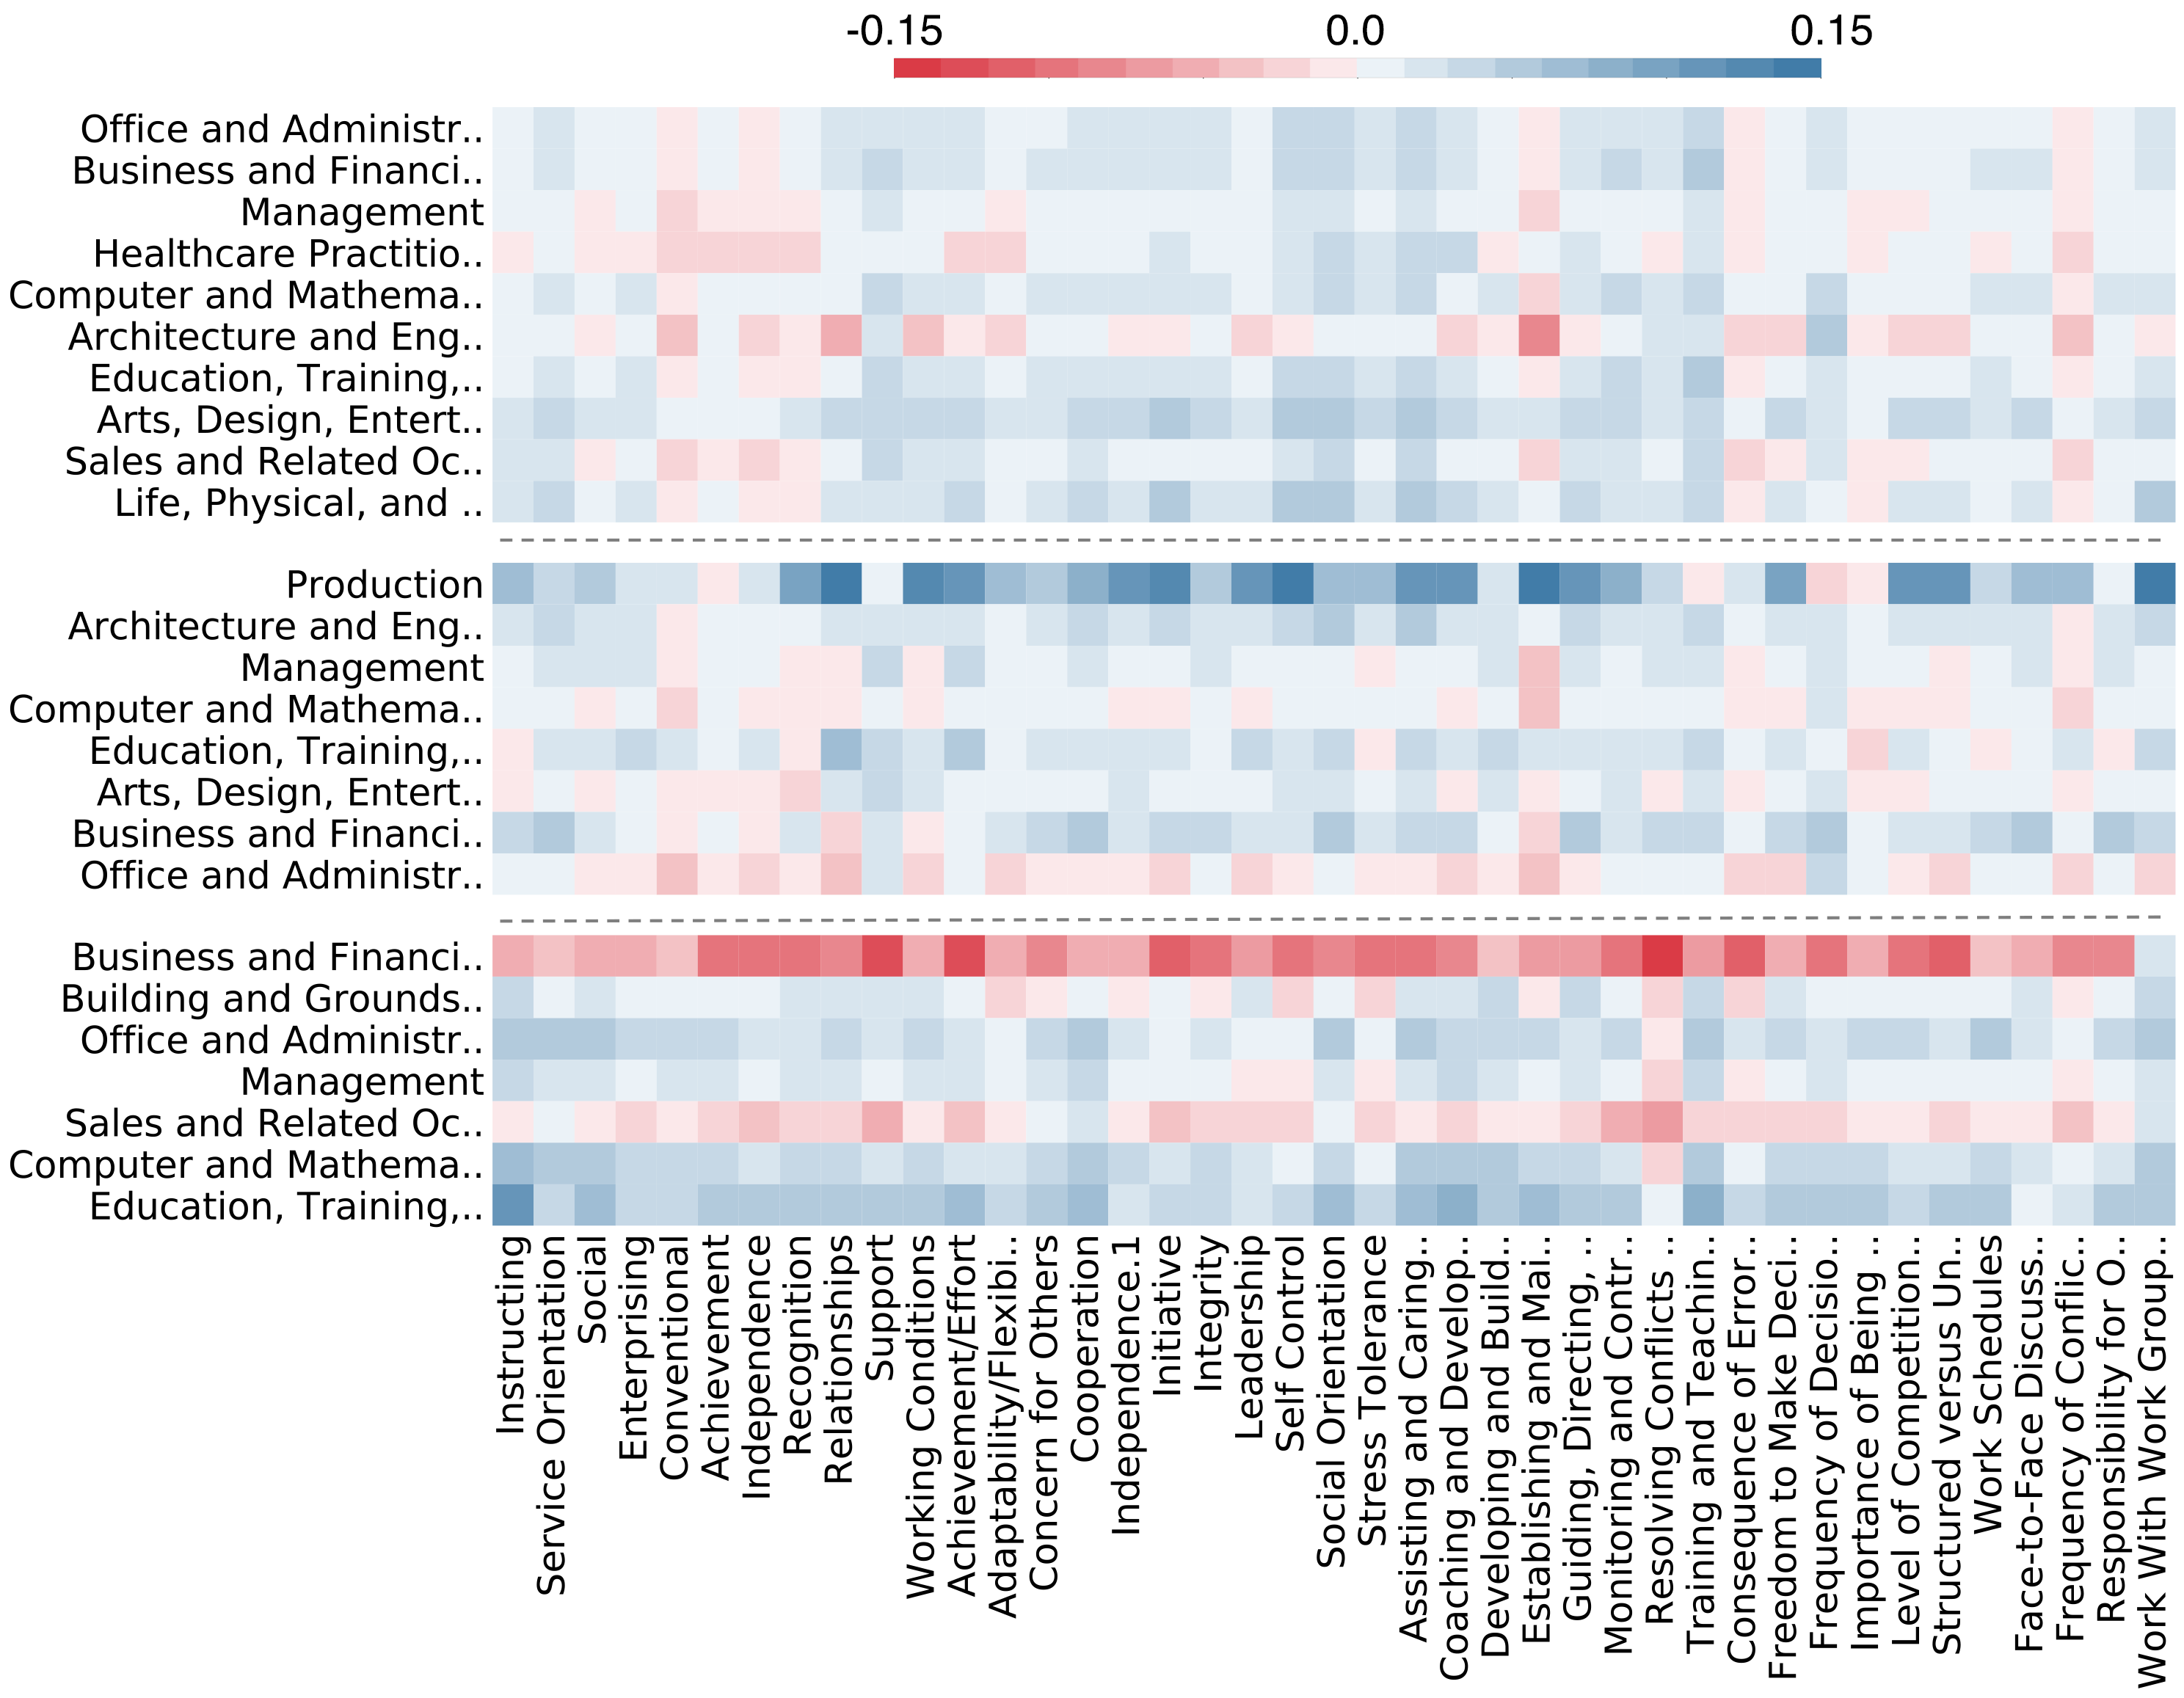 -0.15 0.0 0.15
Office and Administr..
Business and Financi..
Management
Healthcare Practitio..
Computer and Mathema..
Architecture and Eng..
Education, Training,..
Arts, Design, Entert..
Sales and Related Oc..
Life, Physical, and ..
Production
Architecture and Eng..
Management
Computer and Mathema..
Education, Training,..
Arts, Design, Entert..
Business and Financi..
Office and Administr..
Business and Financi..
Building and Grounds..
Office and Administr..
Management
Sales and Related Oc..
Computer and Mathema..
Education, Training,..
Instructing
Service Orientation
Social
Enterprising
Conventional
Achievement
Independence
Recognition
Relationships
Support
Working Conditions
Achievement/Effort
Adaptability/Flexibi..
Concern for Others
Cooperation
Independence.1
Initiative
Integrity
Leadership
Self Control
Social Orientation
Stress Tolerance
Assisting and Caring..
Coaching and Develop..
Developing and Build..
Establishing and Mai..
Guiding, Directing, ..
Monitoring and Contr..
Resolving Conflicts ..
Training and Teachin..
Consequence of Error..
Freedom to Make Deci..
Frequency of Decisio..
Importance of Being ..
Level of Competition..
Structured versus Un..
Work Schedules
Face-to-Face Discuss..
Frequency of Conflic..
Responsibility for O..
Work With Work Group..